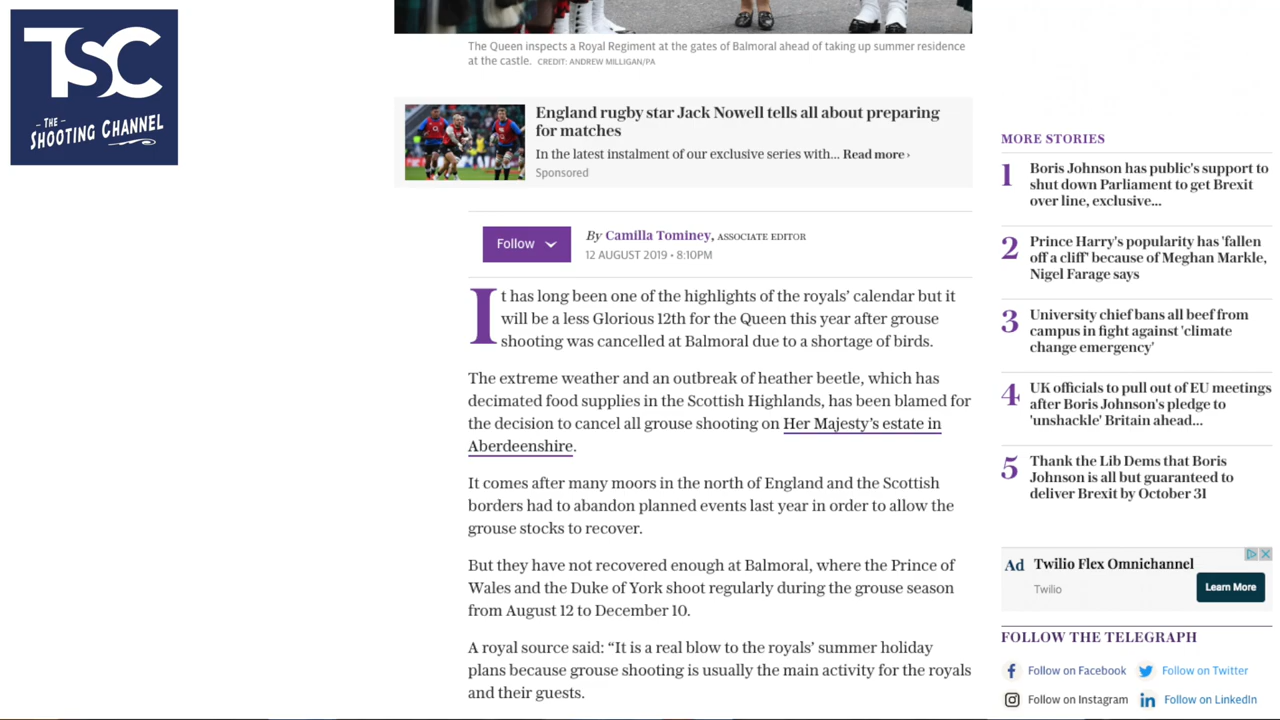 TSC
- THE -
SHOOTING CHANNEL
The Queen inspects a Royal Regiment at the gates of Balmoral ahead of taking up summer residence
at the castle. CREDIT: ANDREW MILLIGAN/PA
England rugby star Jack Nowell tells all about preparing
for matches
In the latest instalment of our exclusive series with... Read more ›
Sponsored
Follow
By Camilla Tominey, ASSOCIATE EDITOR
12 AUGUST 2019 • 8:10PM
It has long been one of the highlights of the royals’ calendar but it
will be a less Glorious 12th for the Queen this year after grouse
shooting was cancelled at Balmoral due to a shortage of birds.
The extreme weather and an outbreak of heather beetle, which has
decimated food supplies in the Scottish Highlands, has been blamed for
the decision to cancel all grouse shooting on Her Majesty’s estate in
Aberdeenshire.
It comes after many moors in the north of England and the Scottish
borders had to abandon planned events last year in order to allow the
grouse stocks to recover.
But they have not recovered enough at Balmoral, where the Prince of
Wales and the Duke of York shoot regularly during the grouse season
from August 12 to December 10.
A royal source said: “It is a real blow to the royals’ summer holiday
plans because grouse shooting is usually the main activity for the royals
and their guests.
MORE STORIES
1 Boris Johnson has public's support to
shut down Parliament to get Brexit
over line, exclusive...
2 Prince Harry's popularity has 'fallen
off a cliff' because of Meghan Markle,
Nigel Farage says
3 University chief bans all beef from
campus in fight against 'climate
change emergency'
4 UK officials to pull out of EU meetings
after Boris Johnson's pledge to
'unshackle' Britain ahead...
5 Thank the Lib Dems that Boris
Johnson is all but guaranteed to
deliver Brexit by October 31
Ad Twilio Flex Omnichannel
Twilio
Learn More
FOLLOW THE TELEGRAPH
Follow on Facebook Follow on Twitter
Follow on Instagram Follow on LinkedIn